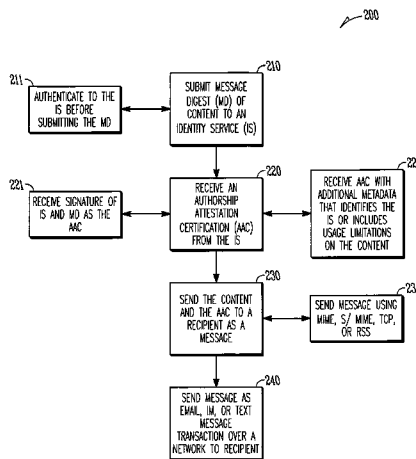 200
211
AUTHENTICATE TO THE
IS BEFORE
SUBMITTING THE MD
210
SUBMIT MESSAGE
DIGEST (MD) OF
CONTENT TO AN
IDENTITY SERVICE (IS)
221
RECEIVE SIGNATURE OF
IS AND MD AS THE
AAC
220
RECEIVE AN
AUTHORSHIP
ATTESTATION
CERTIFICATION (AAC)
FROM THE IS
22
RECEIVE AAC WITH
ADDITIONAL METADATA
THAT IDENTIFIES THE
IS OR INCLUDES
USAGE LIMITATIONS
ON THE CONTENT
230
SEND THE CONTENT
AND THE AAC TO A
RECIPIENT AS A
MESSAGE
23
SEND MESSAGE USING
MIME, S/ MIME, TCP,
OR RSS
240
SEND MESSAGE AS
EMAIL, IM, OR TEXT
MESSAGE
TRANSACTION OVER A
NETWORK TO RECIPIENT